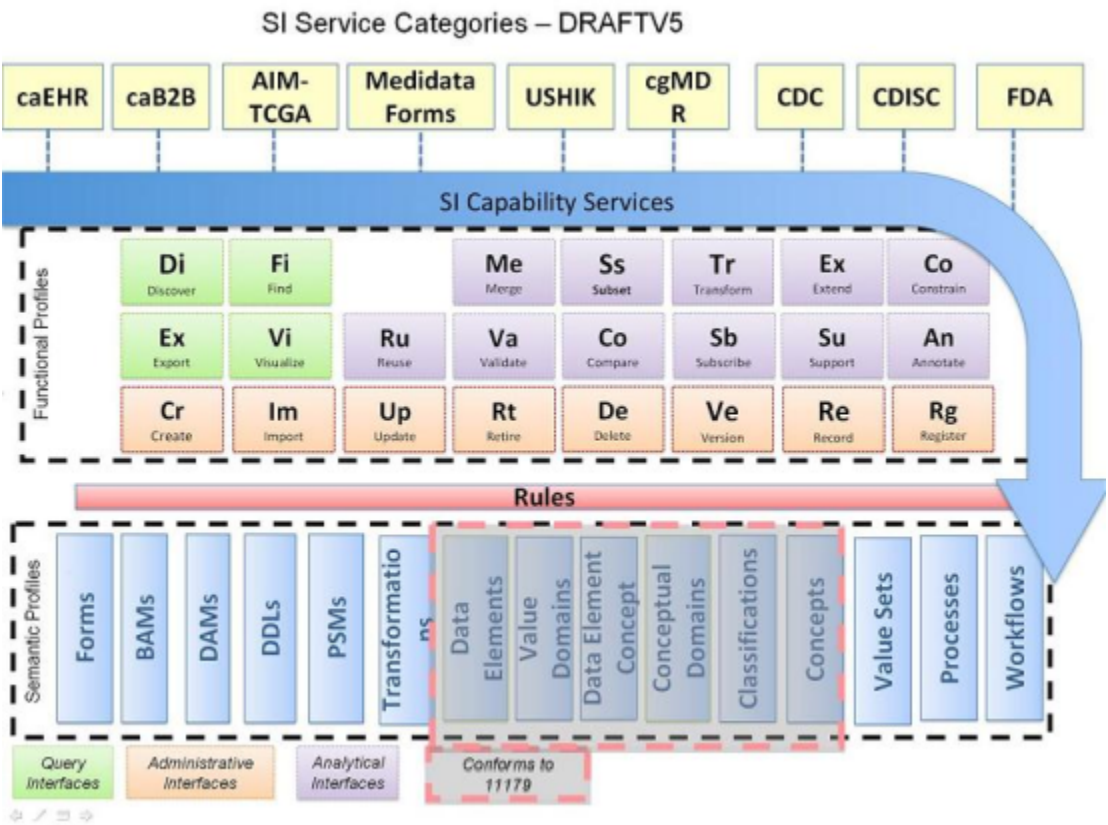 SI Service Categories – DRAFTV5
caEHR
caB2B
AIM-
TCGA
Medidata
Forms
USHIK
cgMD
R
CDC
CDISC
FDA
SI Capability Services
Functional Profiles
Di
Discover
Fi
Find
Me
Merge
Ss
Subset
Tr
Transform
Ex
Extend
Co
Constrain
Ex
Export
Vi
Visualize
Ru
Reuse
Va
Validate
Co
Compare
Sb
Subscribe
Su
Support
An
Annotate
Cr
Create
Im
Import
Up
Update
Rt
Retire
De
Delete
Ve
Version
Re
Record
Rg
Register
Rules
Semantic Profiles
Forms
BAMs
DAMs
DDLs
PSMs
Transformatio
ns
Data
Elements
Value
Domains
Data Element
Concept
Conceptual
Domains
Classifications
Concepts
Value Sets
Processes
Workflows
Query
Interfaces
Administrative
Interfaces
Analytical
Interfaces
Conforms to
11179